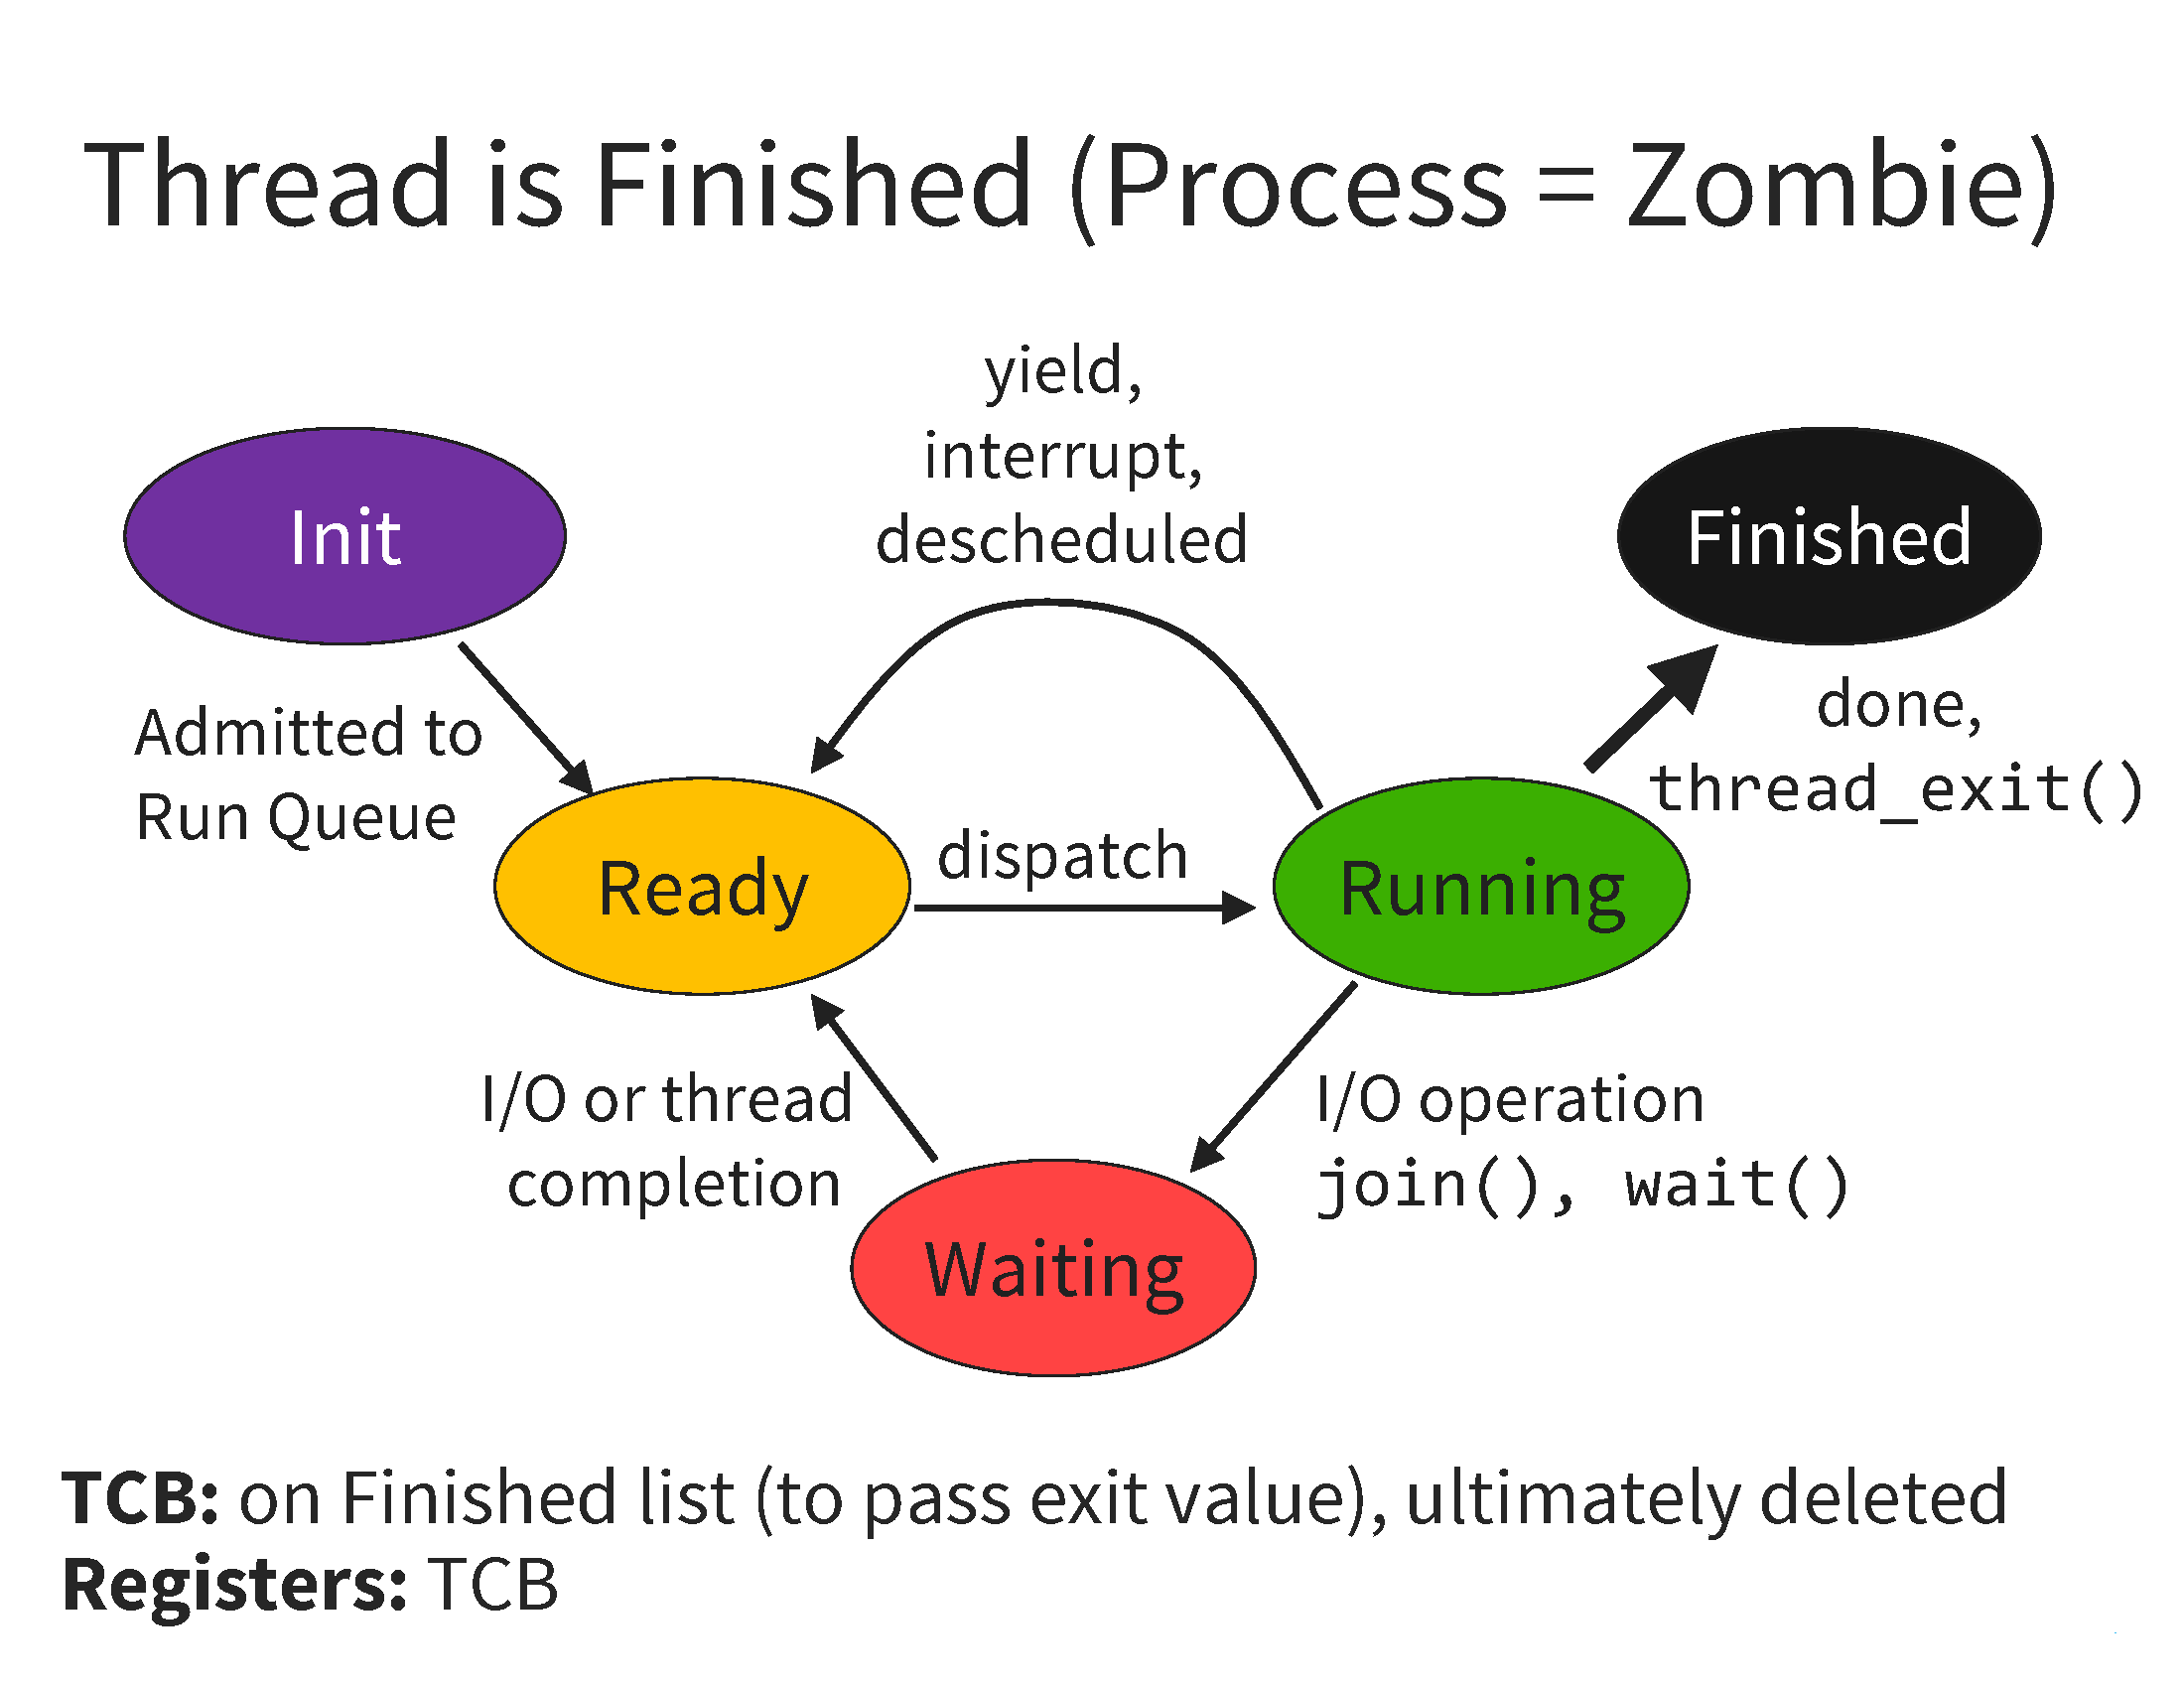 Thread is Finished (Process = Zombie)
yield,
interrupt,
descheduled
Init
Finished
Admitted to
Run Queue
done,
thread_exit()
Ready
dispatch
Running
I/O or thread
completion
I/O operation
join(), wait()
Waiting
TCB: on Finished list (to pass exit value), ultimately deleted
Registers: TCB